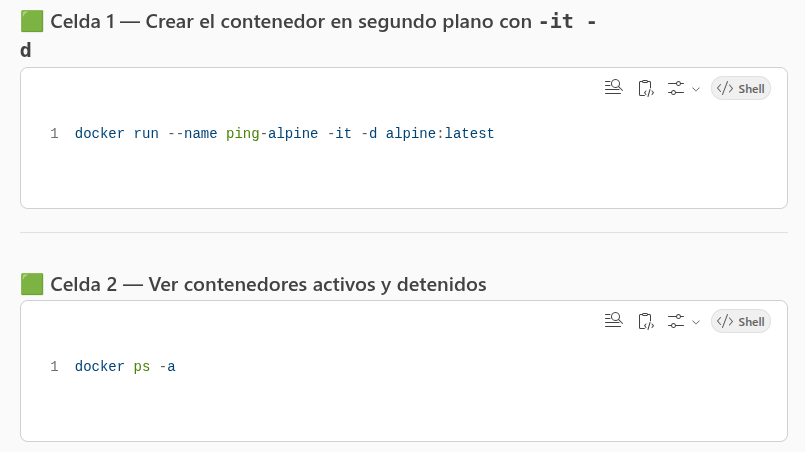 🟩 Celda 1 — Crear el contenedor en segundo plano con -it -
d
</> Shell
1 docker run --name ping-alpine -it -d alpine:latest
🟩 Celda 2 — Ver contenedores activos y detenidos
</> Shell
1 docker ps -a